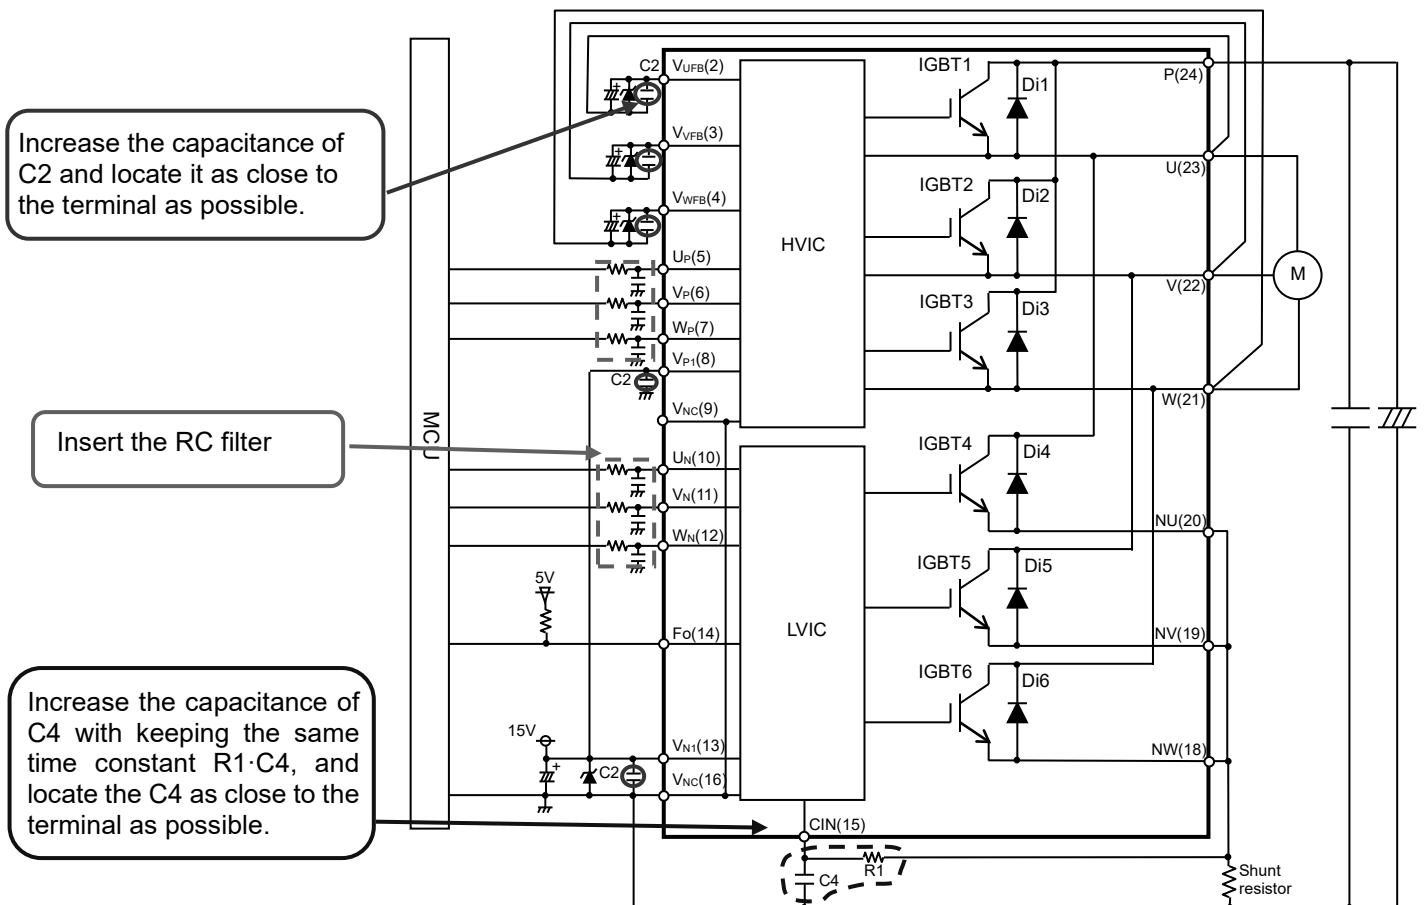 C2
VUFB(2)
IGBT1
P(24)
Di1
Increase the capacitance of
C2 and locate it as close to
the terminal as possible.
VVFB(3)
U(23)
IGBT2
Di2
VWFB(4)
HVIC
UP(5)
M
VP(6)
V(22)
IGBT3
Di3
WP(7)
VP1(8)
C2
W(21)
VNC(9)
MCU
Insert the RC filter
IGBT4
Di4
UN(10)
VN(11)
NU(20)
WN(12)
IGBT5
Di5
5V
LVIC
Fo(14)
NV(19)
IGBT6
Di6
Increase the capacitance of
C4 with keeping the same
time constant R1·C4, and
locate the C4 as close to the
terminal as possible.
15V
VN1(13)
NW(18)
C2
VNC(16)
CIN(15)
R1
C4
Shunt
resistor